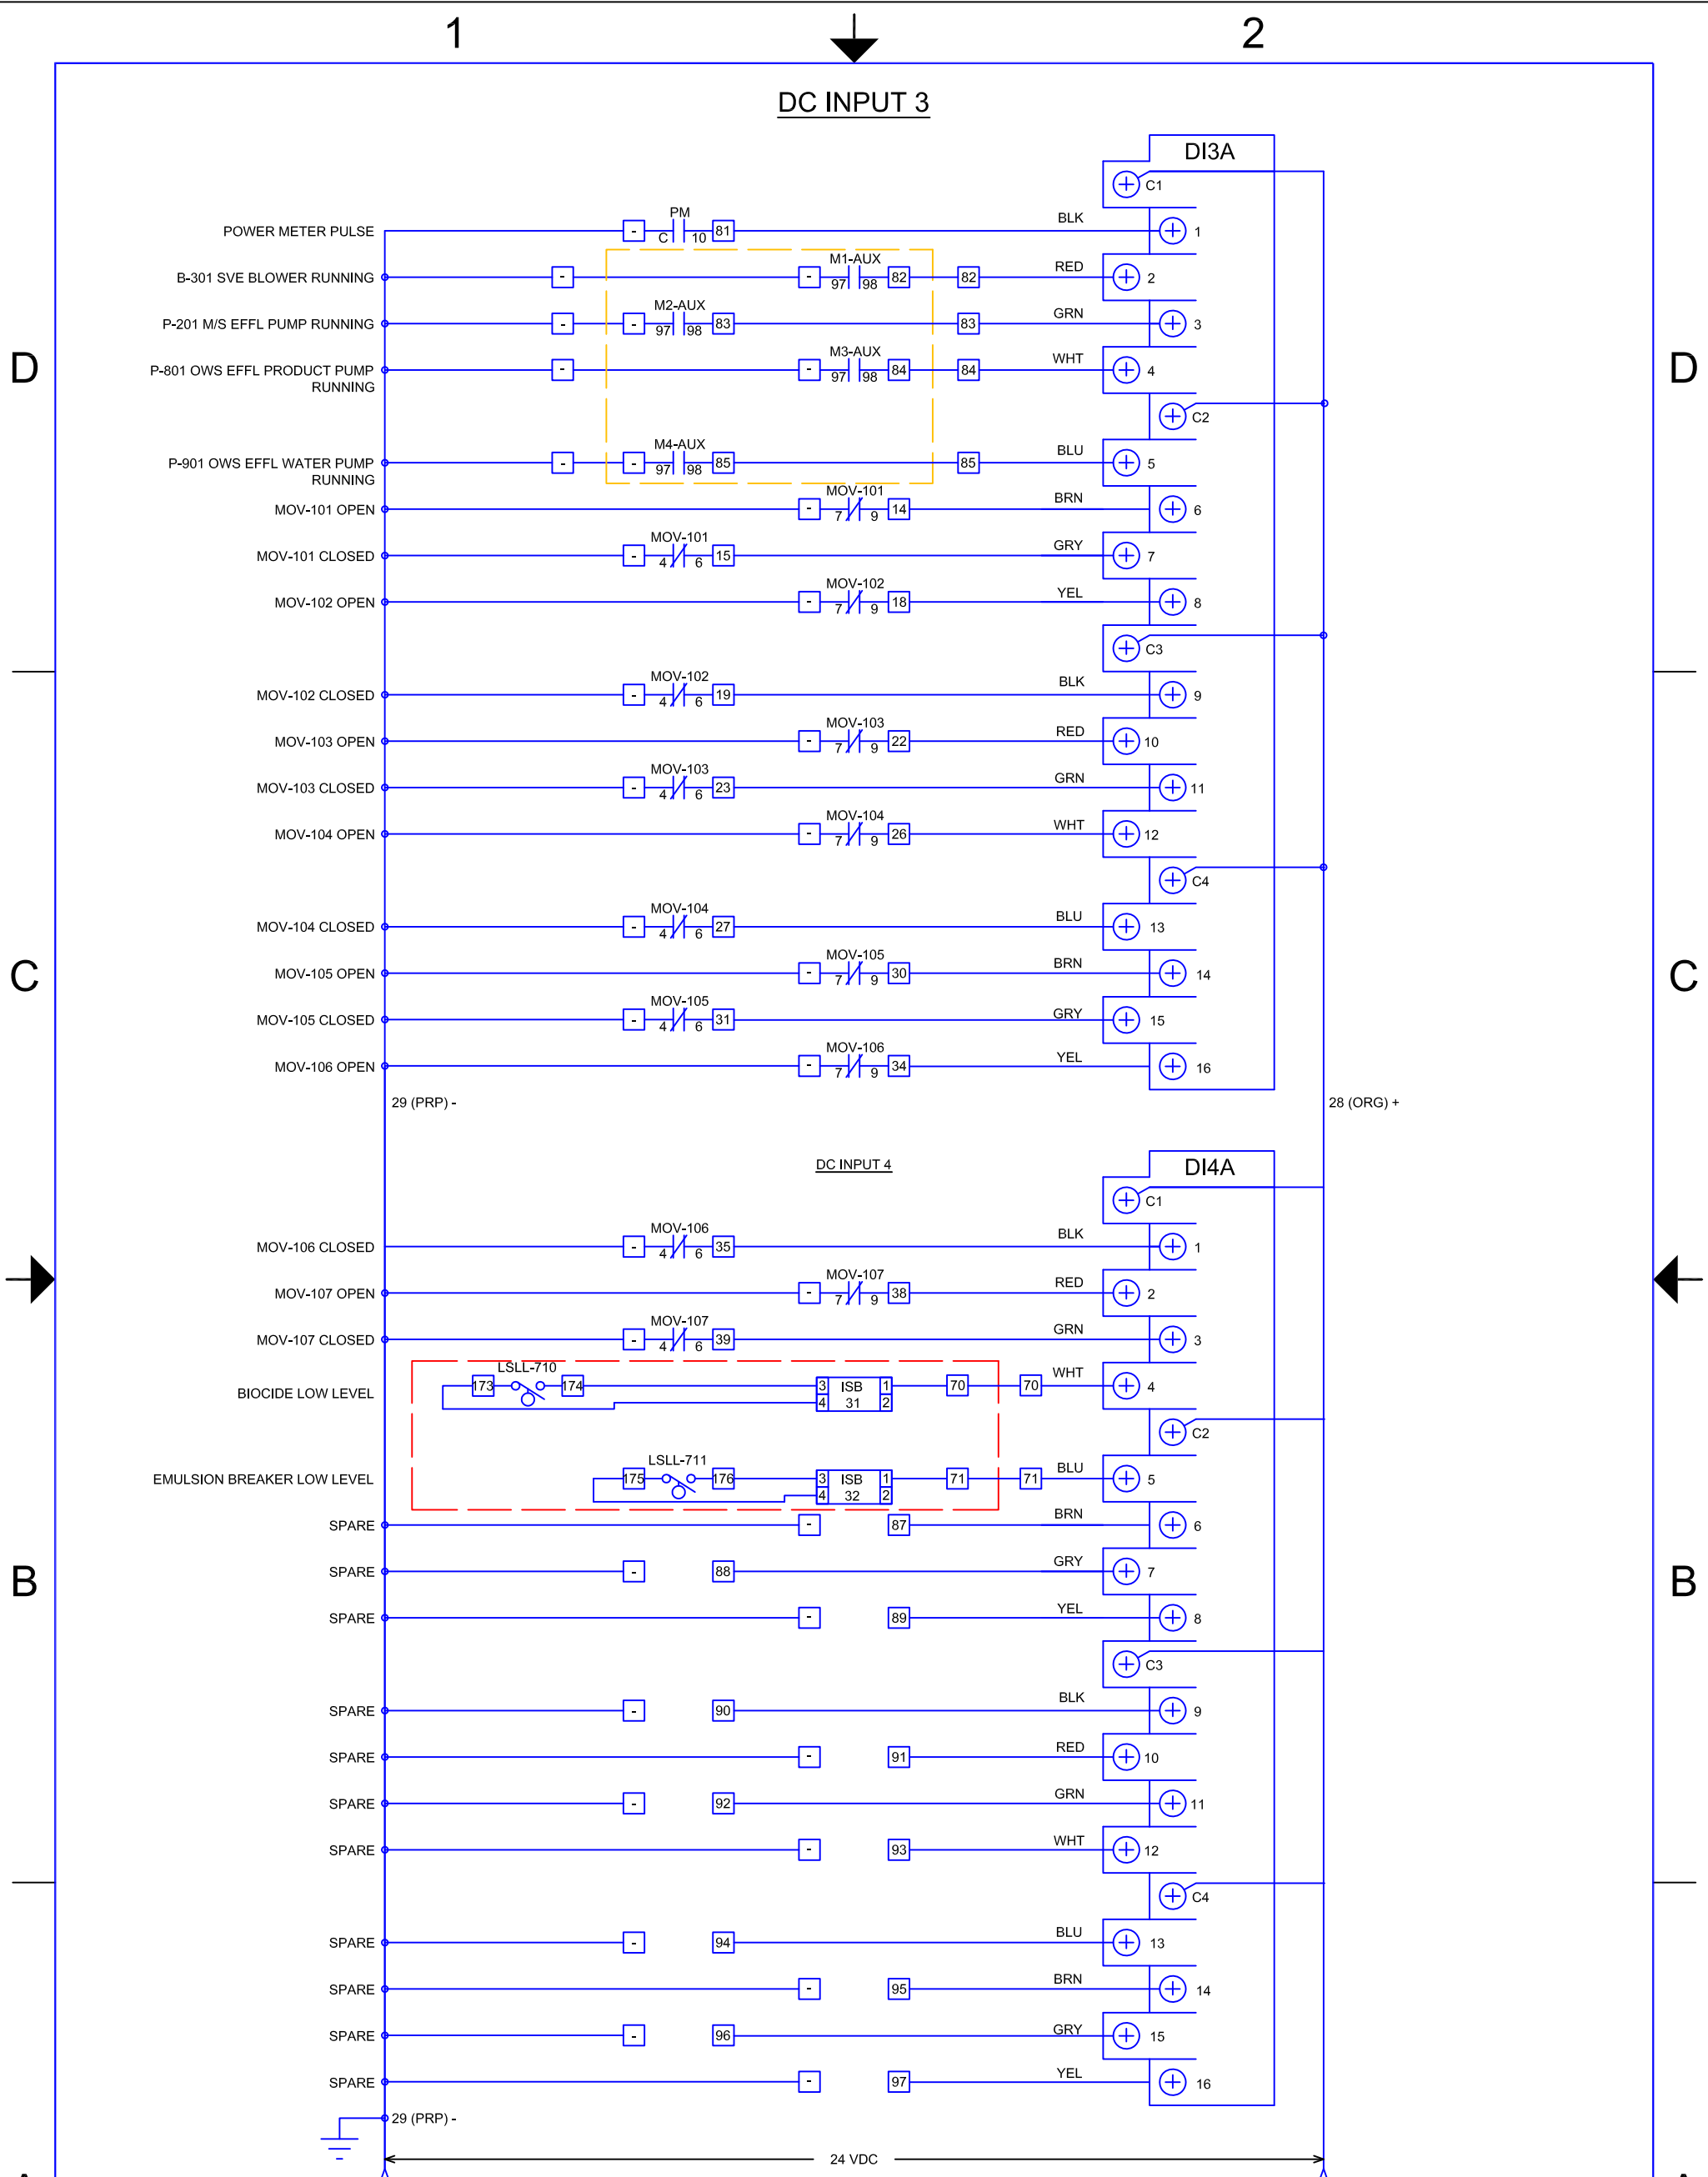 1 2
DC INPUT 3
DI3A
C1
POWER METER PULSE - PM C 10 81 BLK 1
B-301 SVE BLOWER RUNNING - - M1-AUX 97 98 82 82 RED 2
P-201 M/S EFFL PUMP RUNNING - - M2-AUX 97 98 83 83 GRN 3
D D
P-801 OWS EFFL PRODUCT PUMP - - M3-AUX 97 98 84 84 WHT 4
RUNNING
C2
P-901 OWS EFFL WATER PUMP - - M4-AUX 97 98 85 85 BLU 5
RUNNING
MOV-101 OPEN - MOV-101 7 9 14 BRN 6
MOV-101 CLOSED - MOV-101 4 6 15 GRY 7
MOV-102 OPEN - MOV-102 7 9 18 YEL 8
C3
MOV-102 CLOSED - MOV-102 4 6 19 BLK 9
MOV-103 OPEN - MOV-103 7 9 22 RED 10
MOV-103 CLOSED - MOV-103 4 6 23 GRN 11
MOV-104 OPEN - MOV-104 7 9 26 WHT 12
C4
MOV-104 CLOSED - MOV-104 4 6 27 BLU 13
C C
MOV-105 OPEN - MOV-105 7 9 30 BRN 14
MOV-105 CLOSED - MOV-105 4 6 31 GRY 15
MOV-106 OPEN - MOV-106 7 9 34 YEL 16
29 (PRP) - 28 (ORG) +
DC INPUT 4
DI4A
C1
MOV-106 CLOSED - MOV-106 4 6 35 BLK 1
MOV-107 OPEN - MOV-107 7 9 38 RED 2
MOV-107 CLOSED - MOV-107 4 6 39 GRN 3
BIOCIDE LOW LEVEL 173 LSLL-710 174 3 4 ISB 31 1 2 70 70 WHT 4
C2
EMULSION BREAKER LOW LEVEL 175 LSLL-711 176 3 4 ISB 32 1 2 71 71 BLU 5
SPARE - 87 BRN 6
B B
SPARE - 88 GRY 7
SPARE - 89 YEL 8
C3
SPARE - 90 BLK 9
SPARE - 91 RED 10
SPARE - 92 GRN 11
SPARE - 93 WHT 12
C4
SPARE - 94 BLU 13
SPARE - 95 BRN 14
SPARE - 96 GRY 15
SPARE - 97 YEL 16
29 (PRP) -
24 VDC